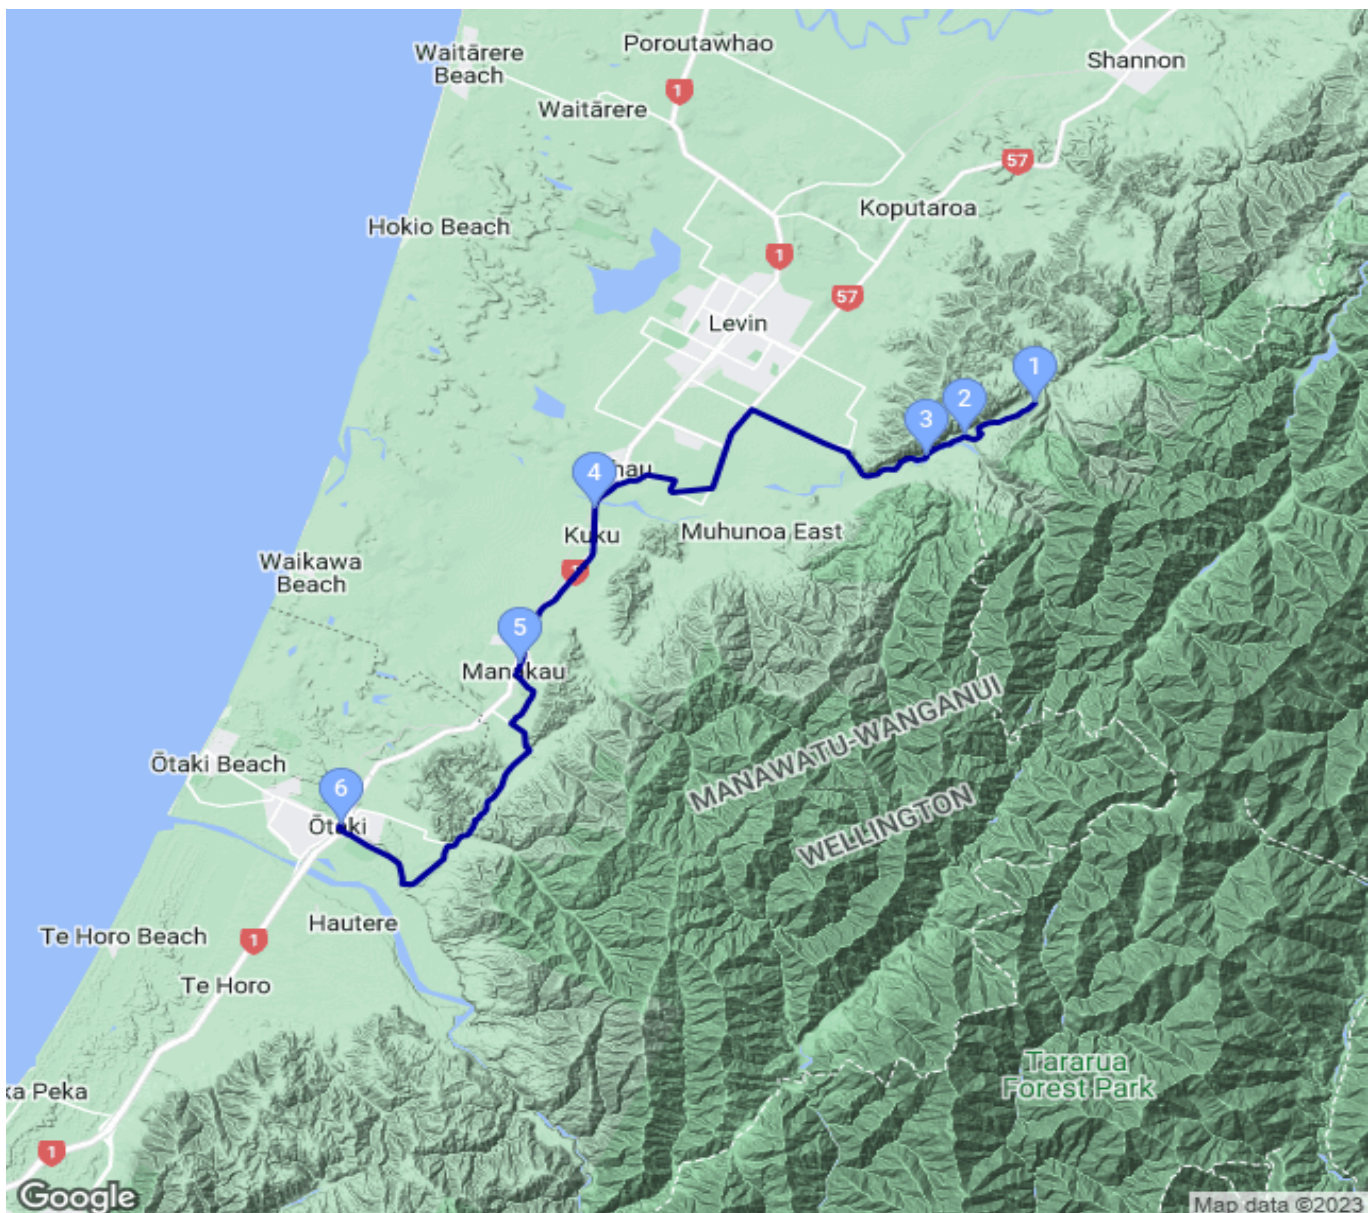 Poroutawhao
Waitārere
Beach
Shannon
1
Waitārere
57
Koputaroa
Hokio Beach
1
57
Levin
1
2
3
4
Kuku
Muhunoa East
Waikawa
Beach
5
MANAWATU-WANGANUI
Ōtaki Beach
6
WELLINGTON
Hautere
Te Horo Beach
1
Te Horo
Tararua
Forest Park
ka Peka
1
Google
Map data ©2023